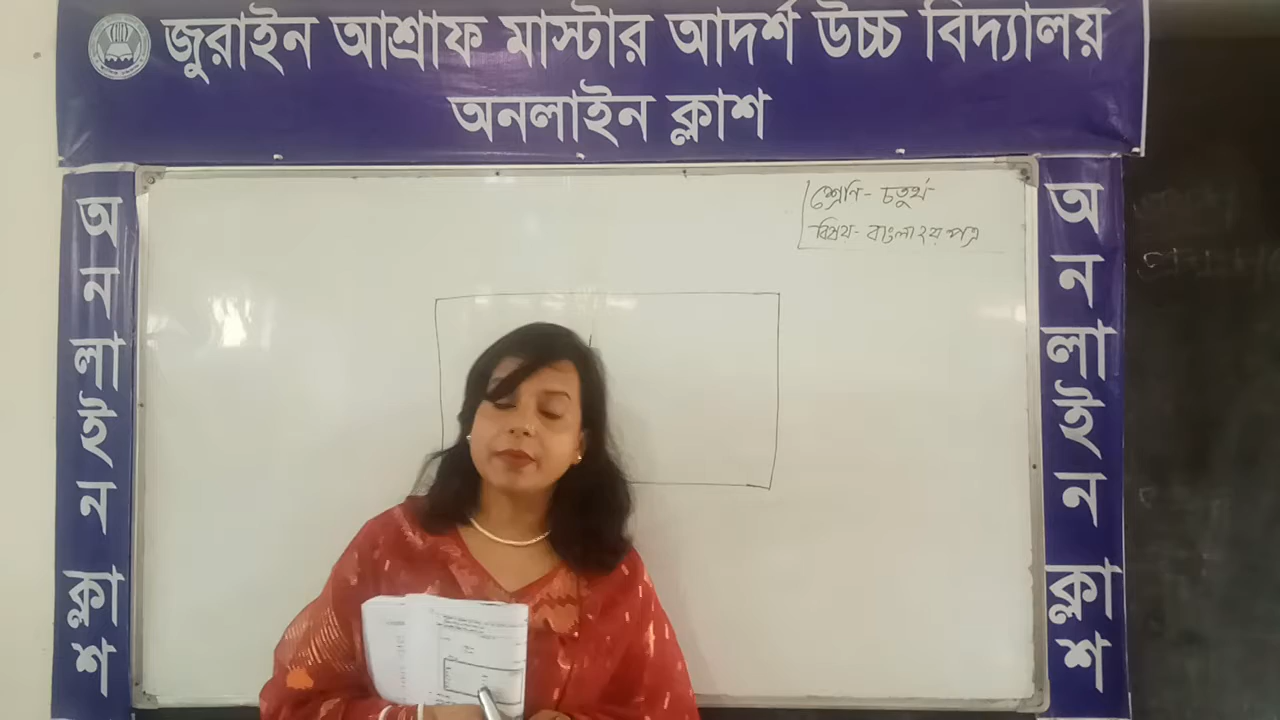 জুরাইন আশ্রাফ মাস্টার আদর্শ উচ্চ বিদ্যালয়
অনলাইন ক্লাশ
শ্রেণি - চতুর্থ
বিষয় - বাংলা ২য় পত্র
অনলাইন ক্লাশ
অনলাইন ক্লাশ